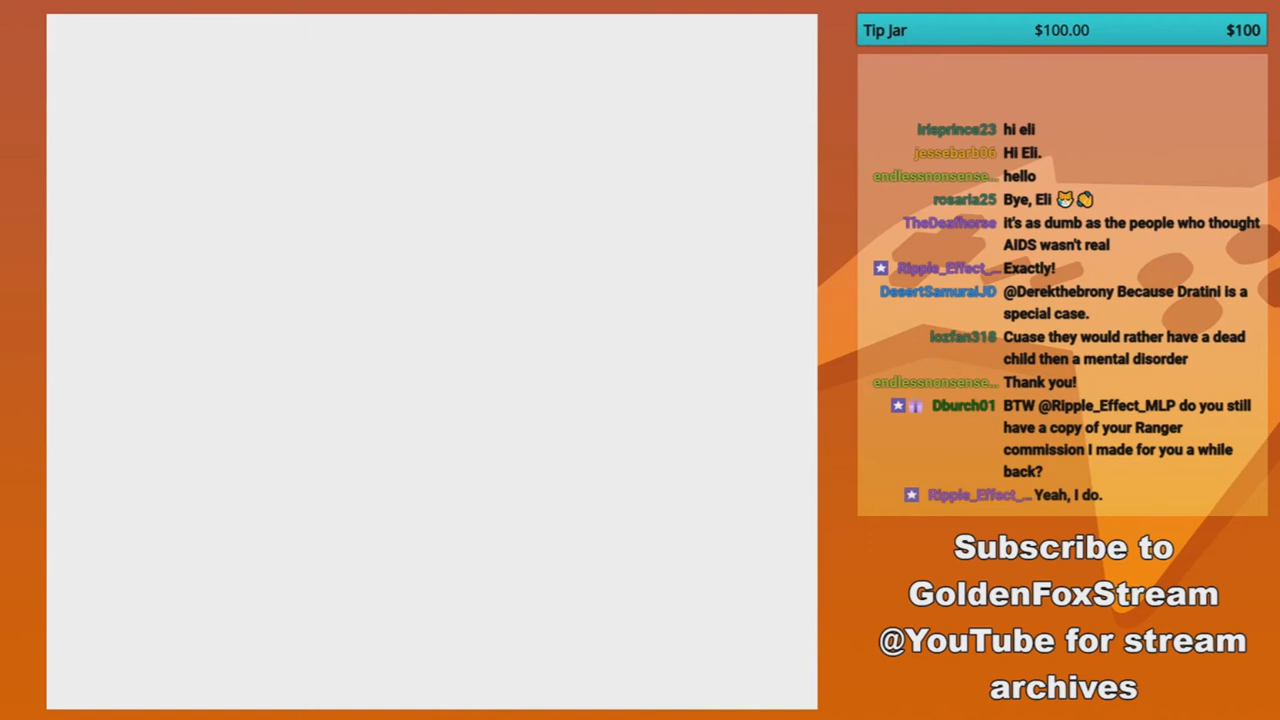 Tip Jar $100.00 $100
irisprince23 hi eli
jessebarb06 Hi Eli.
endlessnonsense... hello
rosaria25 Bye, Eli
TheDeafhorse it's as dumb as the people who thought
AIDS wasn't real
Ripple_Effect_... Exactly!
DesertSamuraiJD @Derekthebrony Because Dratini is a
special case.
lozfan318 Cuase they would rather have a dead
child then a mental disorder
endlessnonsense... Thank you!
Dburch01 BTW @Ripple_Effect_MLP do you still
have a copy of your Ranger
commission I made for you a while
back?
Ripple_Effect_... Yeah, I do.
Subscribe to
GoldenFoxStream
@YouTube for stream
archives